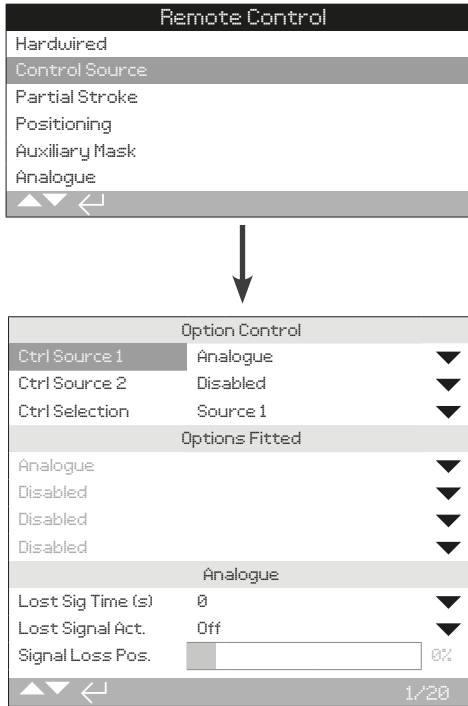 Remote Control
Hardwired
Control Source
Partial Stroke
Positioning
Auxiliary Mask
Analogue
Option Control
Ctrl Source 1 Analogue
Ctrl Source 2 Disabled
Ctrl Selection Source 1
Options Fitted
Analogue
Disabled
Disabled
Disabled
Analogue
Lost Sig Time (s) 0
Lost Signal Act. Off
Signal Loss Pos. 0%
1/20